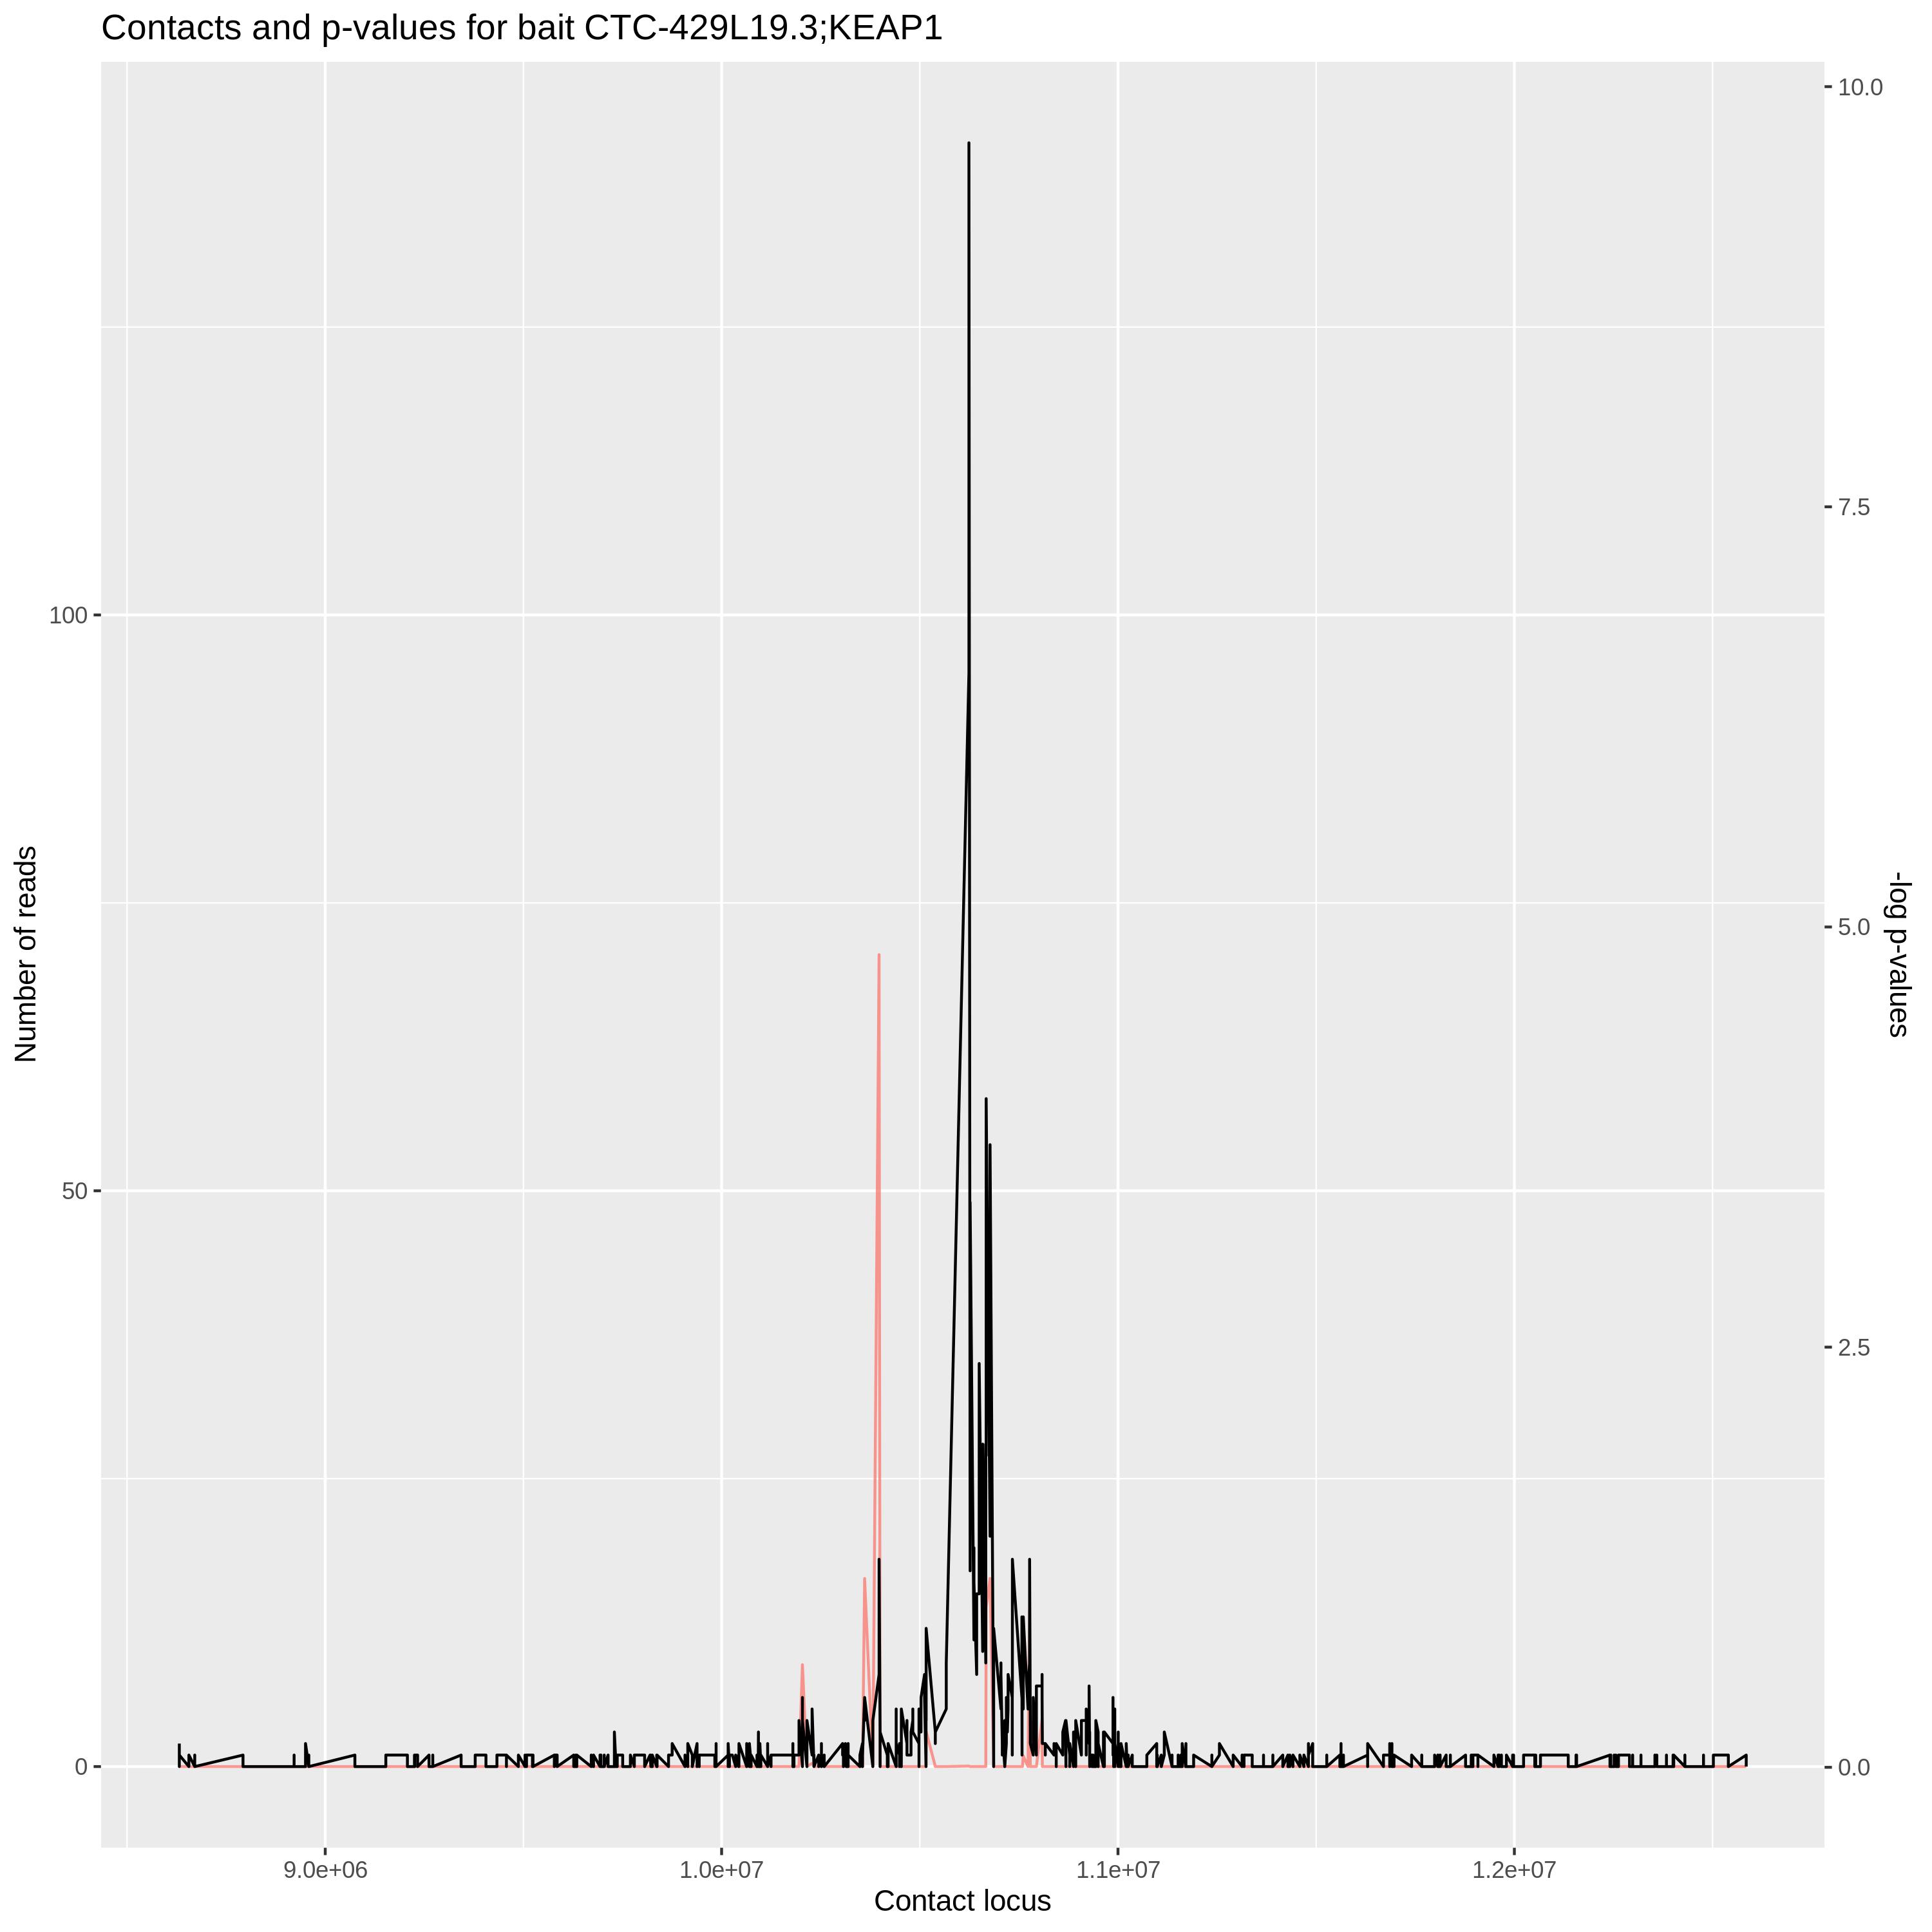 Contacts and p-values for bait CTC-429L19.3;KEAP1
10.0
7.5
100
5.0
Number of reads
-log p-values
50
2.5
0
0.0
9.0e+06
1.0e+07
1.1e+07
1.2e+07
Contact locus